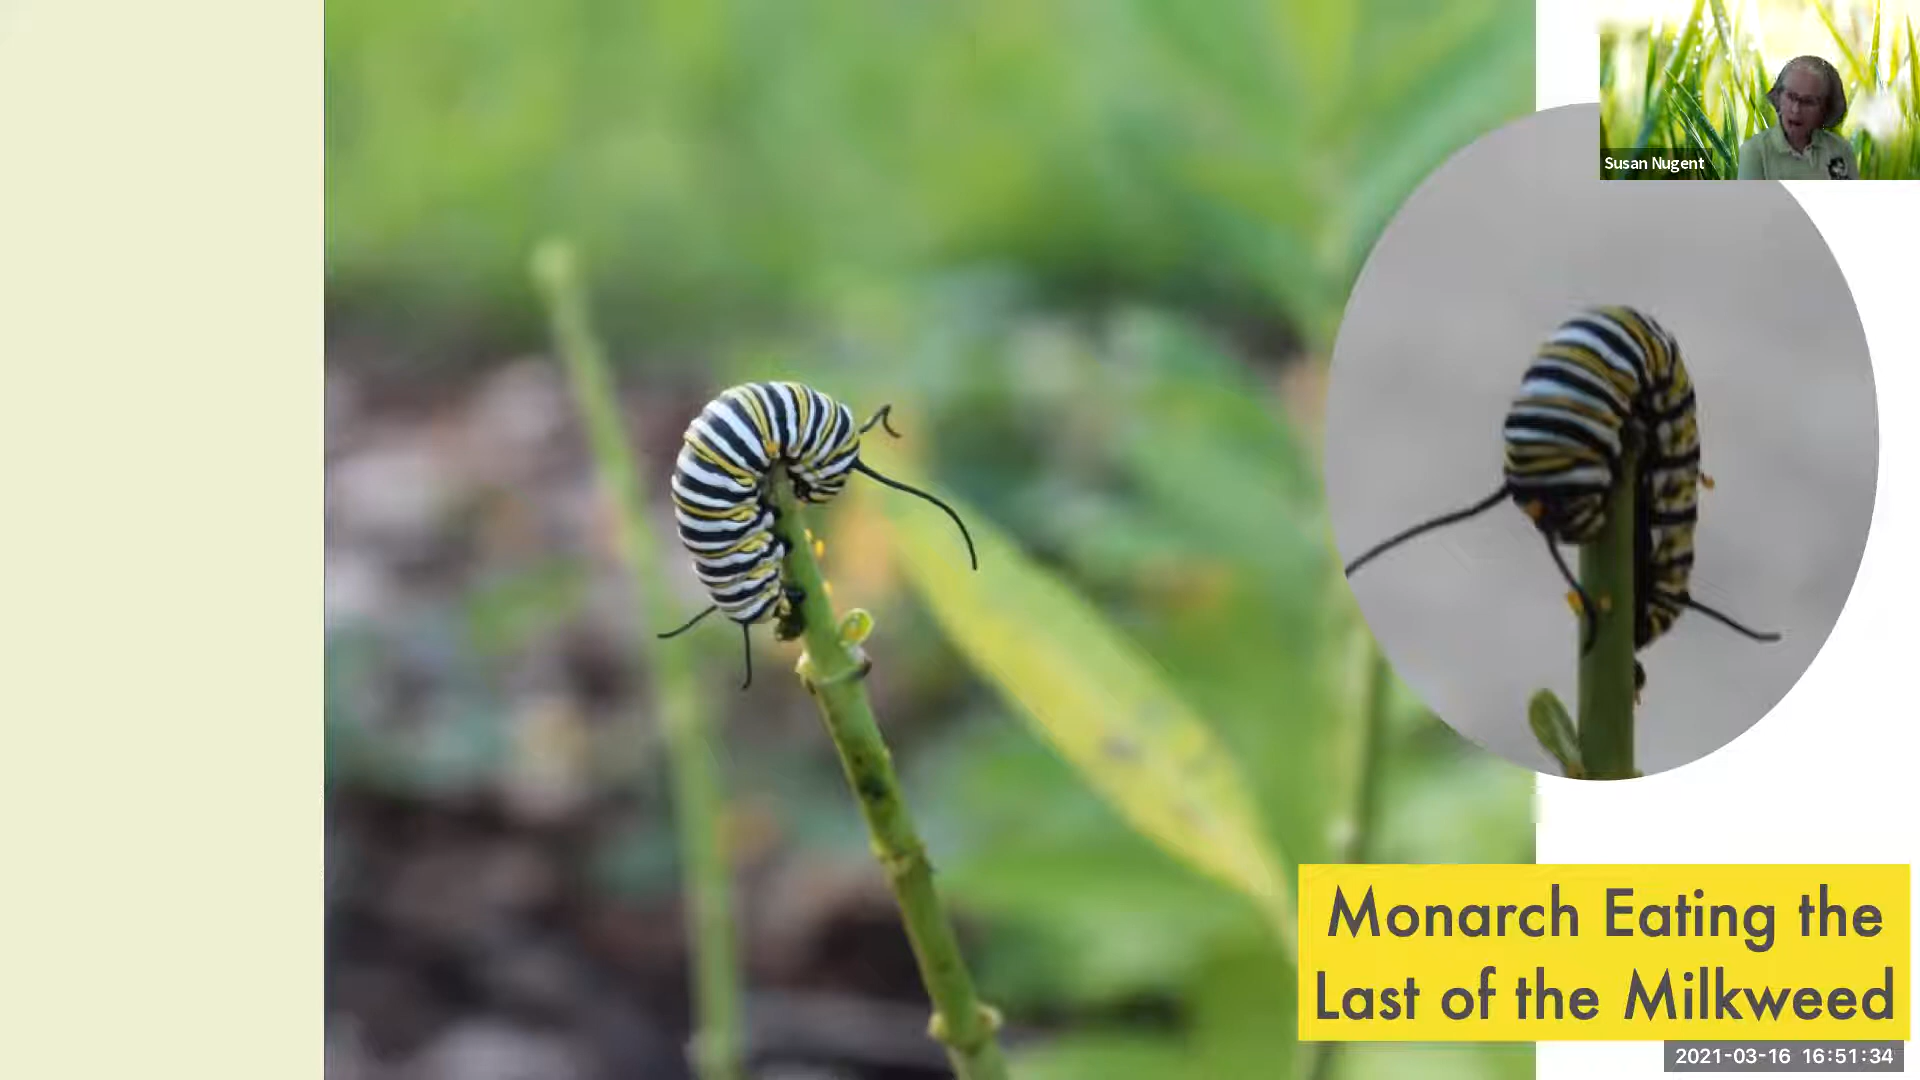 Susan Nugent
Monarch Eating the
Last of the Milkweed
2021-03-16 16:51:34